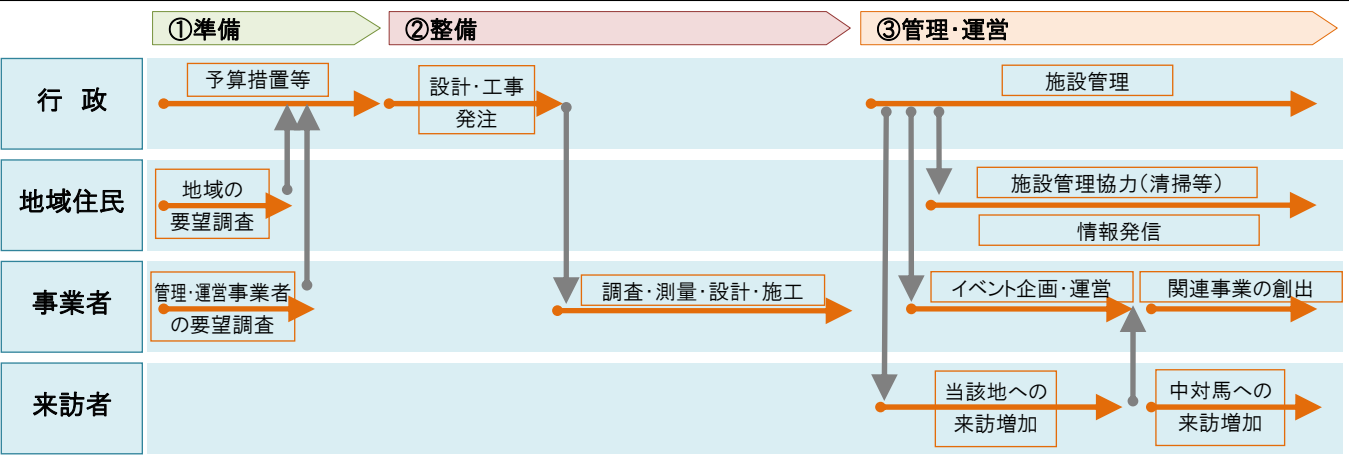 ①準備
②整備
③管理・運営
行 政
予算措置等
設計・工事
発注
施設管理
地域住民
地域の
要望調査
施設管理協力(清掃等)
情報発信
事業者
管理・運営事業者
の要望調査
調査・測量・設計・施工
イベント企画・運営
関連事業の創出
来訪者
当該地への
来訪増加
中対馬への
来訪増加